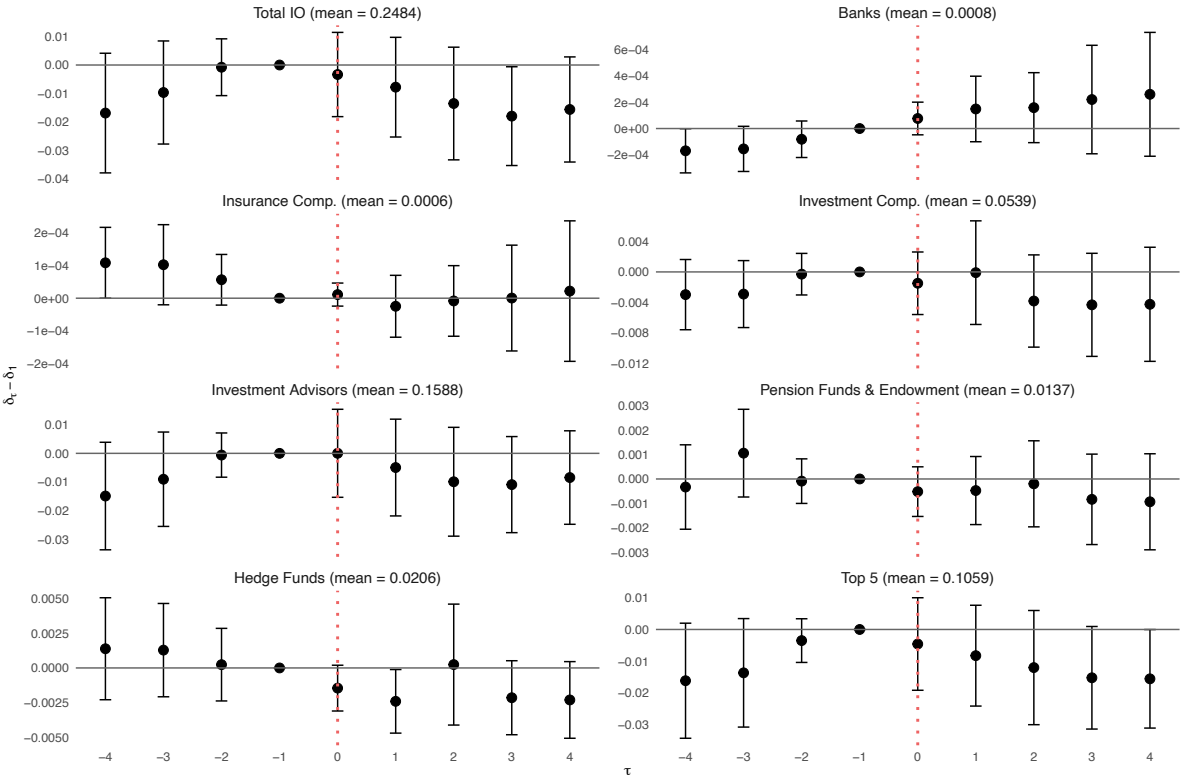 Total IO (mean = 0.2484)
0.01
0.00
−0.01
−0.02
−0.03
−0.04
Banks (mean = 0.0008)
6e−04
4e−04
2e−04
0e+00
−2e−04
Insurance Comp. (mean = 0.0006)
2e−04
1e−04
0e+00
−1e−04
−2e−04
Investment Comp. (mean = 0.0539)
0.004
0.000
−0.004
−0.008
−0.012
δτ − δ1
Investment Advisors (mean = 0.1588)
0.01
0.00
−0.01
−0.02
−0.03
Pension Funds & Endowment (mean = 0.0137)
0.003
0.002
0.001
0.000
−0.001
−0.002
−0.003
Hedge Funds (mean = 0.0206)
0.0050
0.0025
0.0000
−0.0025
−0.0050
−4 −3 −2 −1 0 1 2 3 4
Top 5 (mean = 0.1059)
0.01
0.00
−0.01
−0.02
−0.03
−4 −3 −2 −1 0 1 2 3 4
τ